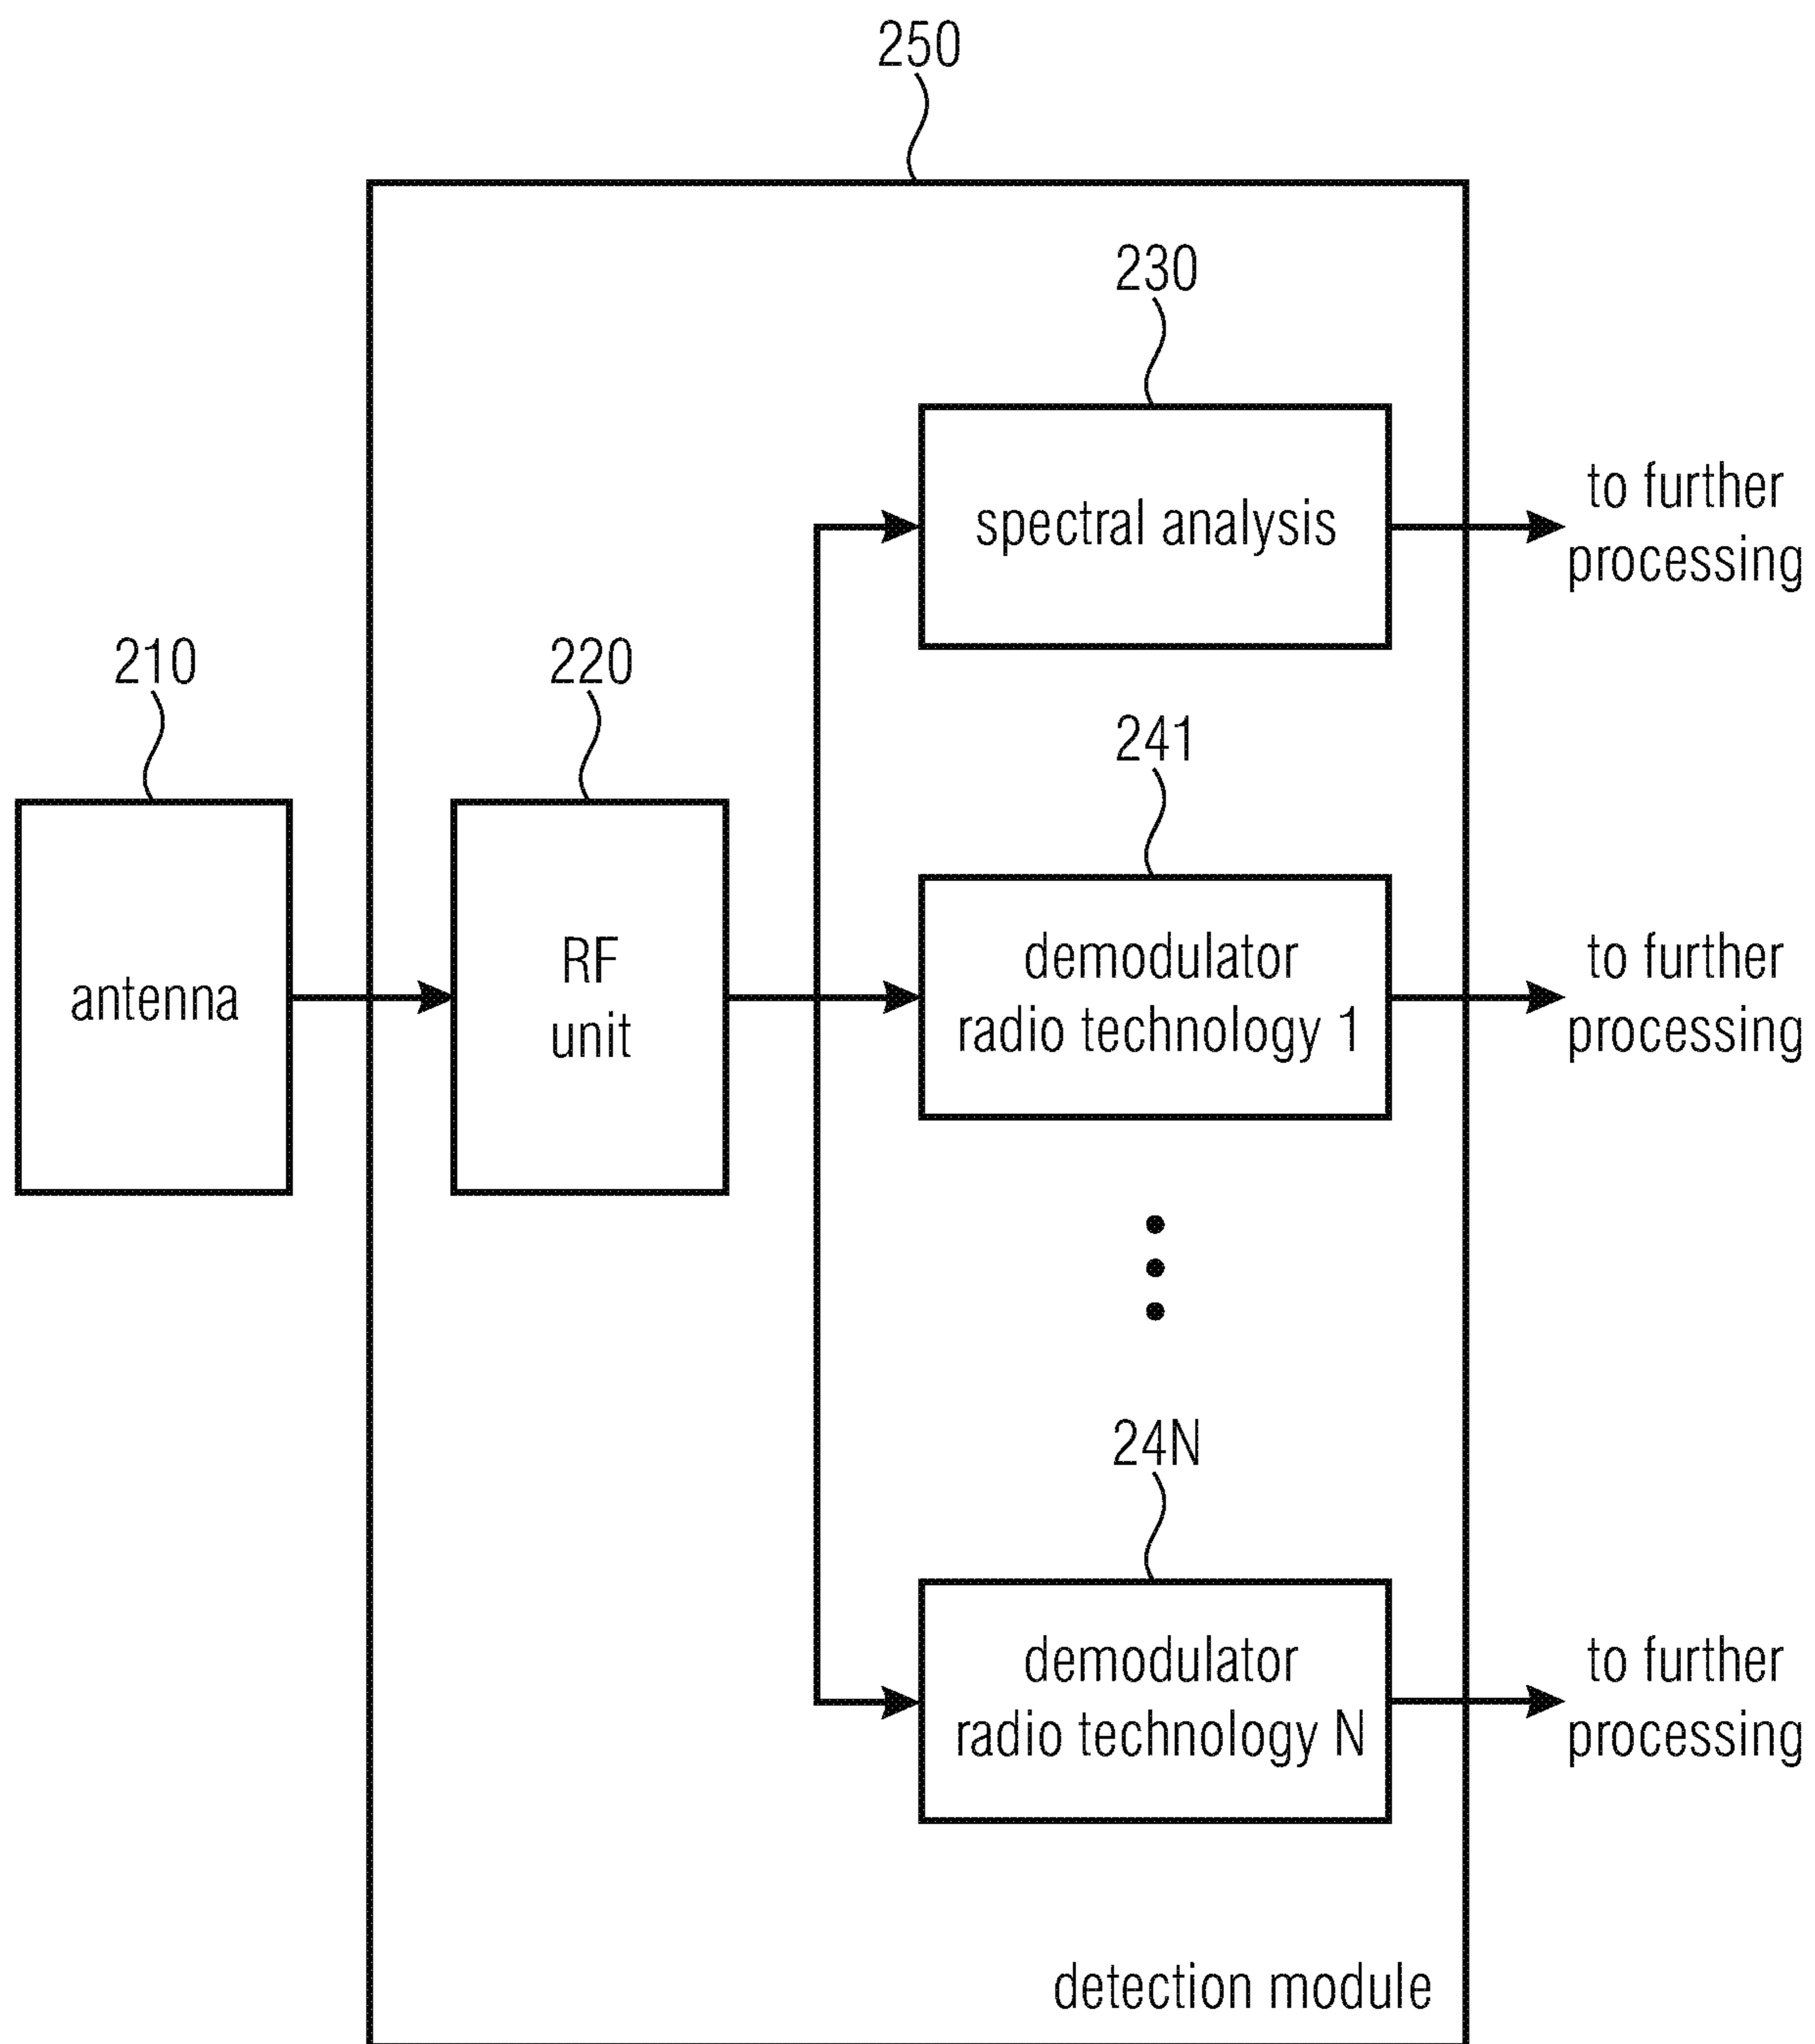 250
230
spectral analysis
to further
processing
210
220
241
antenna
RF
unit
demodulator
radio technology 1
to further
processing
24N
demodulator
radio technology N
to further
processing
detection module